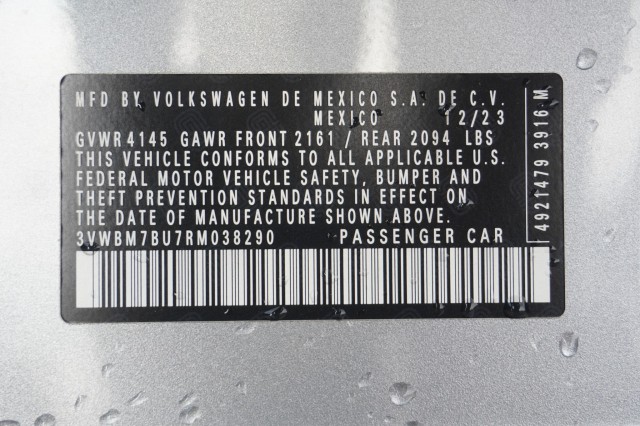 MFD BY VOLKSWAGEN DE MEXICO S.A. DE C.V.
MEXICO 12/23
GVWR 4145 GAWR FRONT 2161 / REAR 2094 LBS
THIS VEHICLE CONFORMS TO ALL APPLICABLE U.S.
FEDERAL MOTOR VEHICLE SAFETY, BUMPER AND
THEFT PREVENTION STANDARDS IN EFFECT ON
THE DATE OF MANUFACTURE SHOWN ABOVE.
3VWBM7BU7RM038290 PASSENGER CAR
4921479 3916 M